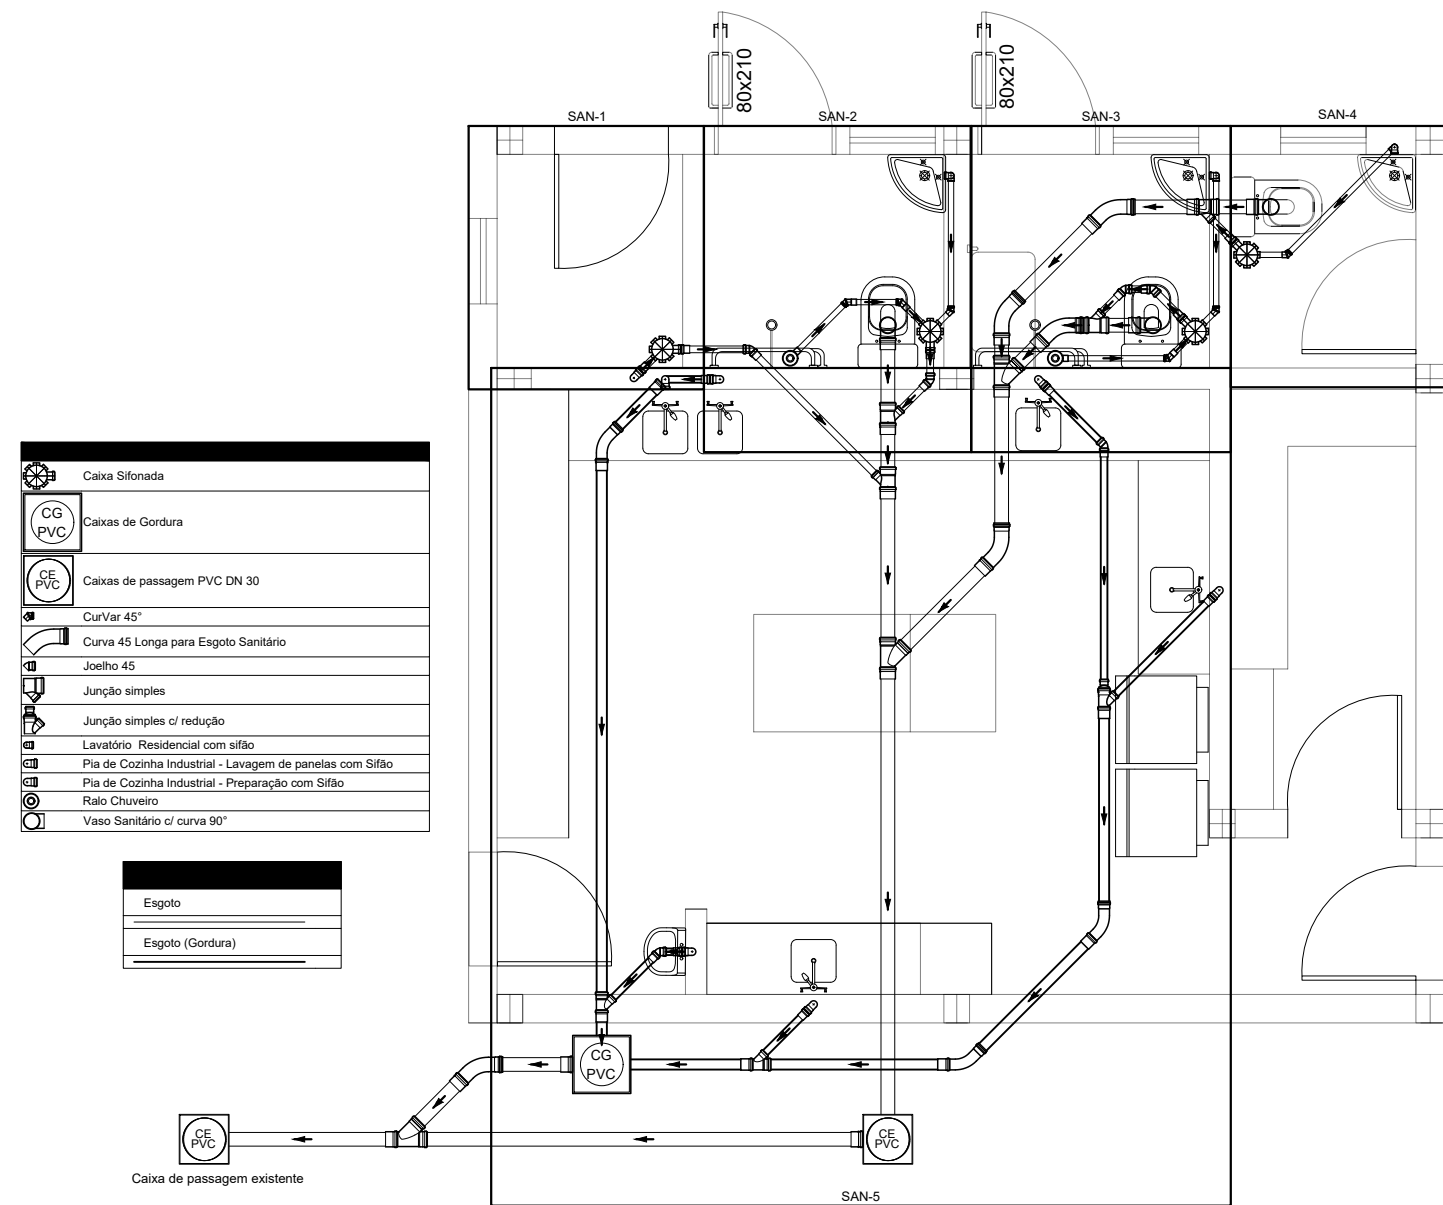 80x210
80x210
SAN-1
SAN-2
SAN-3
SAN-4
Caixa Sifonada
CG
PVC
Caixas de Gordura
CE
PVC
Caixas de passagem PVC DN 30
CurVar 45°
Curva 45 Longa para Esgoto Sanitário
Joelho 45
Junção simples
Junção simples c/ redução
Lavatório Residencial com sifão
Pia de Cozinha Industrial - Lavagem de panelas com Sifão
Pia de Cozinha Industrial - Preparação com Sifão
Ralo Chuveiro
Vaso Sanitário c/ curva 90°
Esgoto
Esgoto (Gordura)
CG
PVC
CE
PVC
CE
PVC
Caixa de passagem existente
SAN-5